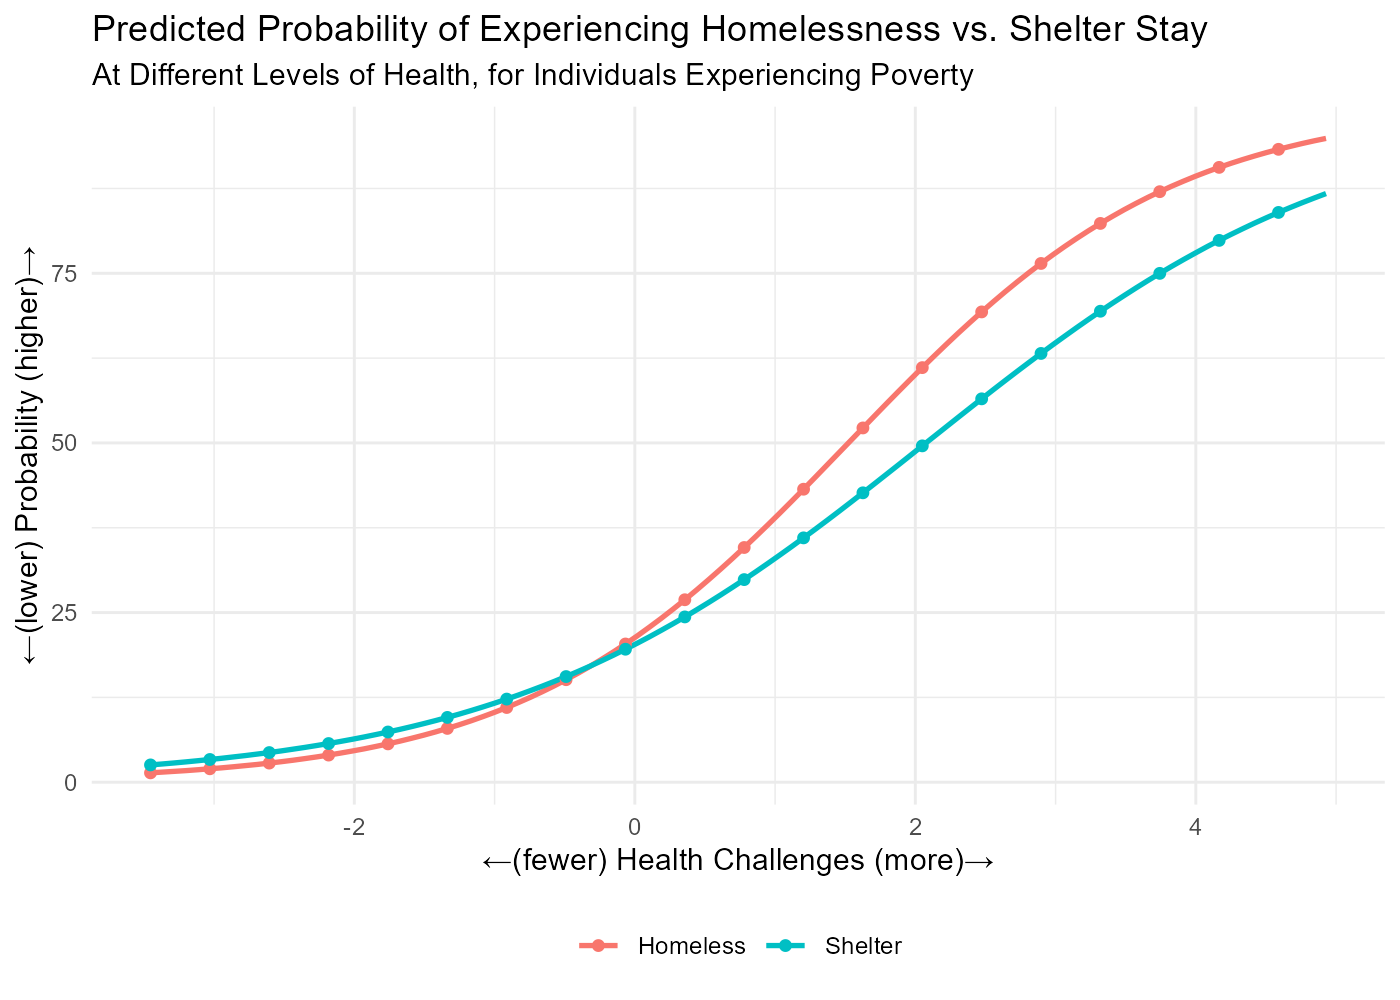 Predicted Probability of Experiencing Homelessness vs. Shelter Stay
At Different Levels of Health, for Individuals Experiencing Poverty
←(lower) Probability (higher)→
75
50
25
0
-2
0
2
4
←(fewer) Health Challenges (more)→
Homeless
Shelter